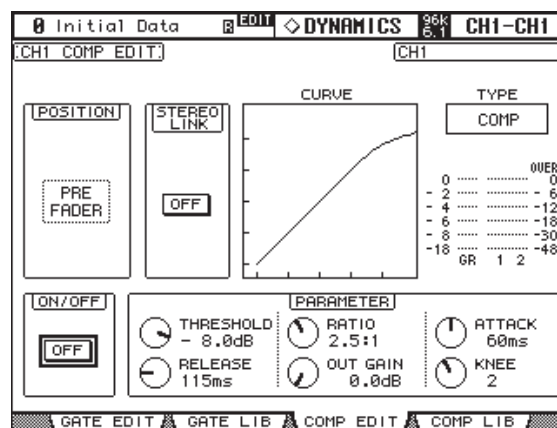 0 Initial Data R EDIT ◇DYNAMICS 96k 6.1 CH1-CH1
CH1 COMP EDIT CH1
POSITION
PRE
FADER
STEREO
LINK
OFF
CURVE
TYPE
COMP
OVER
0 0
- 2 - 6
- 4 -12
- 6 -18
- 8 -30
-18 -48
GR 1 2
ON/OFF
OFF
PARAMETER
THRESHOLD
- 8.0dB
RATIO
2.5:1
ATTACK
60ms
RELEASE
115ms
OUT GAIN
0.0dB
KNEE
2
GATE EDIT GATE LIB COMP EDIT COMP LIB